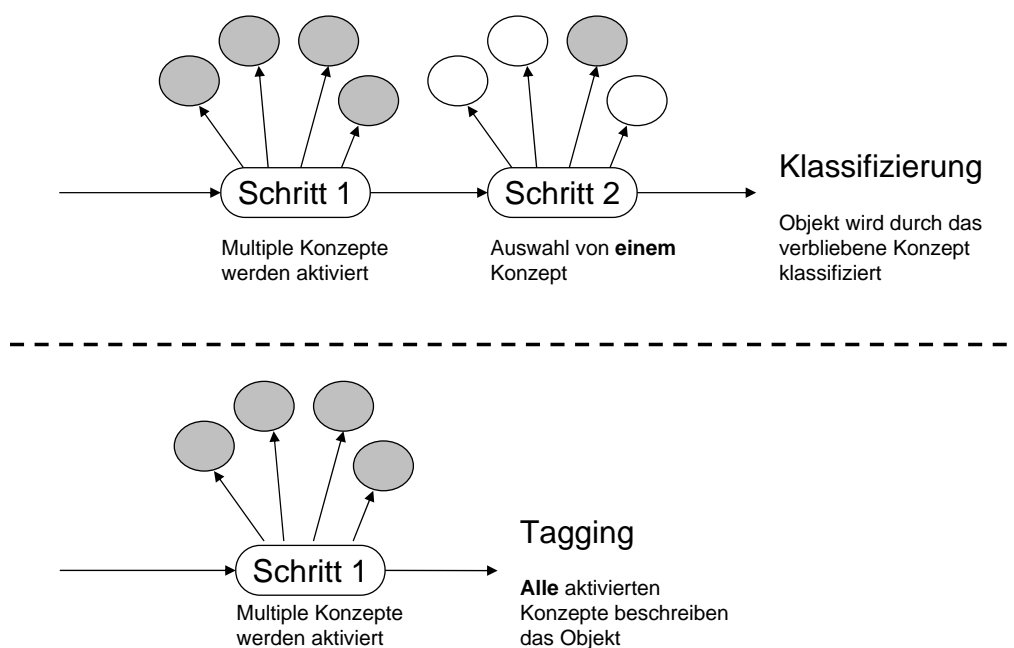 Schritt 1
Schritt 2
Klassifizierung
Multiple Konzepte
werden aktiviert
Auswahl von einem
Konzept
Objekt wird durch das
verbliebene Konzept
klassifiziert
Schritt 1
Tagging
Multiple Konzepte
werden aktiviert
Alle aktivierten
Konzepte beschreiben
das Objekt